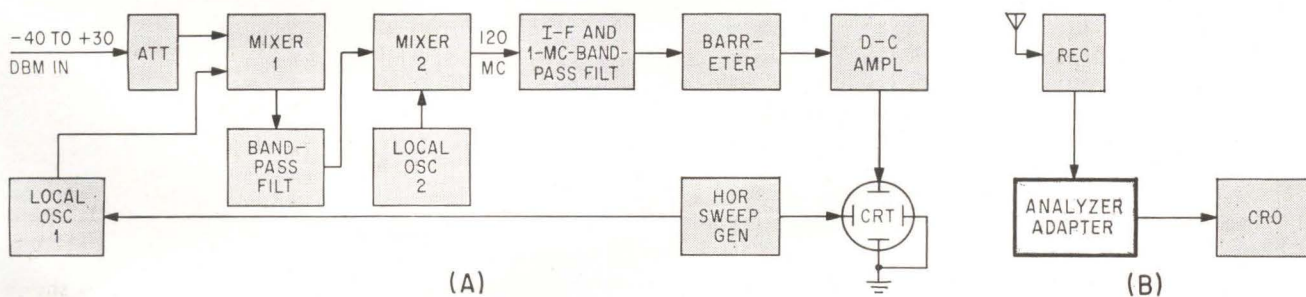 -40 TO +30
DBM IN
ATT
MIXER
1
MIXER
2
120
MC
I-F AND
1-MC-BAND-
PASS FILT
BARR-
ETER
D-C
AMPL
BAND-
PASS
FILT
LOCAL
OSC
2
LOCAL
OSC
1
HOR
SWEEP
GEN
CRT
(A)
REC
ANALYZER
ADAPTER
CRO
(B)